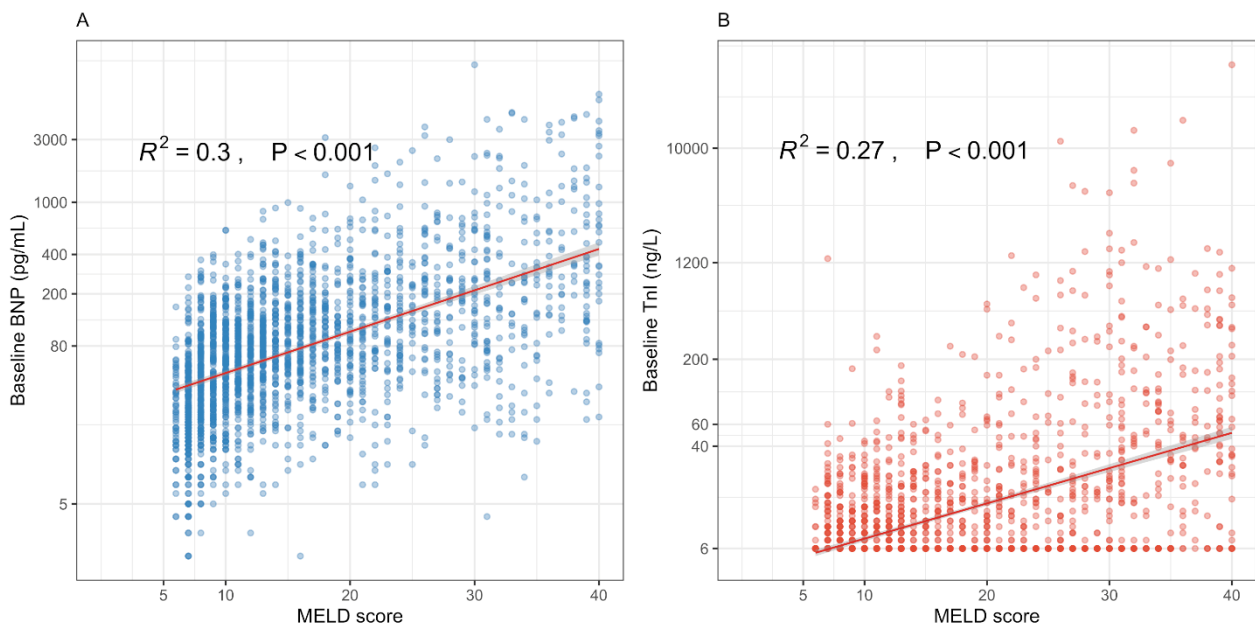 A
Baseline BNP (pg/mL)
3000
1000
400
200
80
5
R² = 0.3 , P < 0.001
5 10 20 30 40
MELD score
B
Baseline TnI (ng/L)
10000
1200
200
60
40
6
R² = 0.27 , P < 0.001
5 10 20 30 40
MELD score